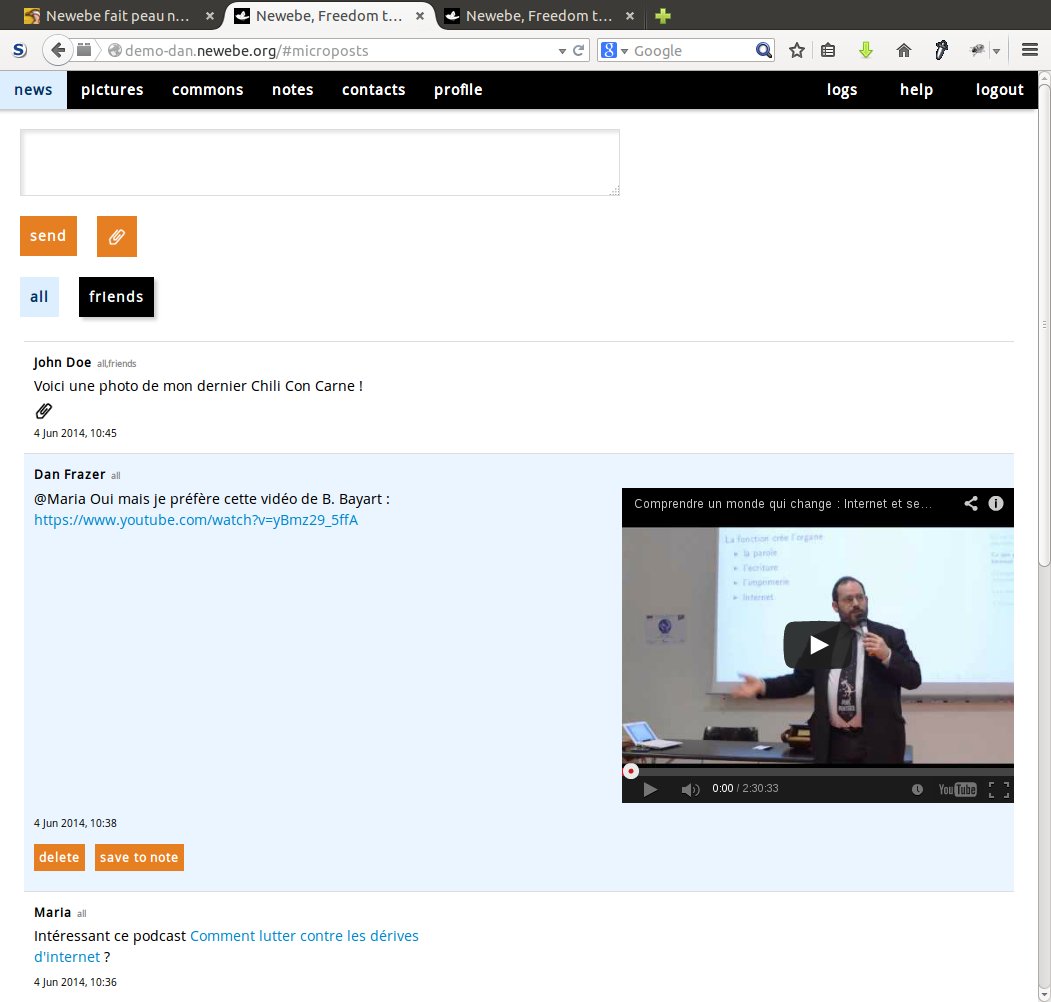 Newebe fait peau n...
Newebe, Freedom t...
Newebe, Freedom t...
demo-dan.newebe.org/#microposts
Google
news pictures commons notes contacts profile logs help logout
send
all friends
John Doe all,friends
Voici une photo de mon dernier Chili Con Carne !
4 Jun 2014, 10:45
Dan Frazer all
@Maria Oui mais je préfère cette vidéo de B. Bayart :
https://www.youtube.com/watch?v=yBmz29_5ffA
Comprendre un monde qui change : Internet et se...
La fonction crée l'organe
la parole
l'écriture
l'imprimerie
Internet
0:00 / 2:30:33
YouTube
4 Jun 2014, 10:38
delete save to note
Maria all
Intéressant ce podcast Comment lutter contre les dérives
d'internet ?
4 Jun 2014, 10:36